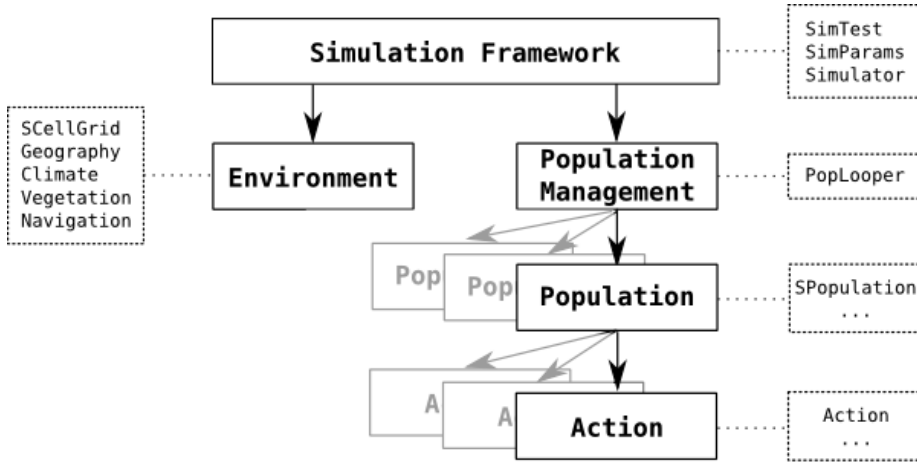 Simulation Framework
SimTest
SimParams
Simulator
SCellGrid
Geography
Climate
Vegetation
Navigation
Environment
Population
Management
PopLooper
Pop
Pop
Population
SPopulation
...
A
A
Action
Action
...